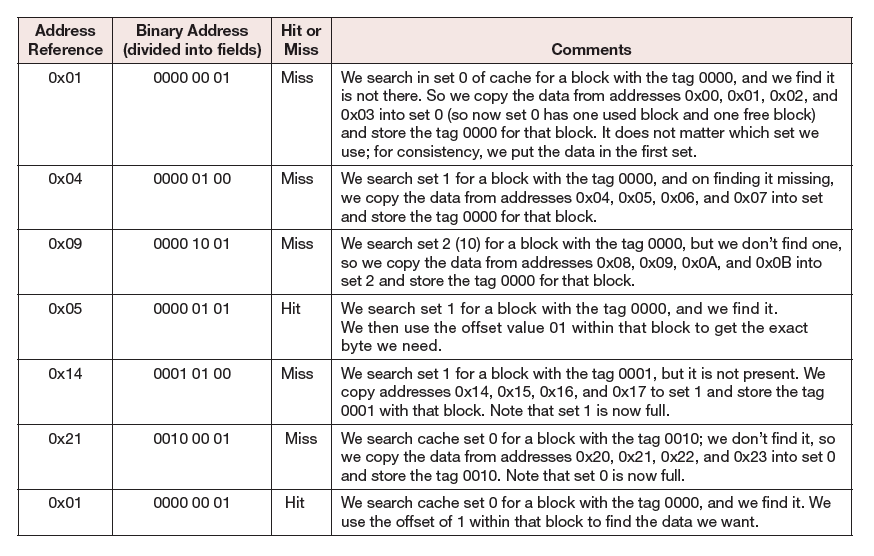 Address Reference
Binary Address (divided into fields)
Hit or Miss
Comments
0x01
0000 00 01
Miss
We search in set 0 of cache for a block with the tag 0000, and we find it
is not there. So we copy the data from addresses 0x00, 0x01, 0x02, and
0x03 into set 0 (so now set 0 has one used block and one free block)
and store the tag 0000 for that block. It does not matter which set we
use; for consistency, we put the data in the first set.
0x04
0000 01 00
Miss
We search set 1 for a block with the tag 0000, and on finding it missing,
we copy the data from addresses 0x04, 0x05, 0x06, and 0x07 into set
and store the tag 0000 for that block.
0x09
0000 10 01
Miss
We search set 2 (10) for a block with the tag 0000, but we don't find one,
so we copy the data from addresses 0x08, 0x09, 0x0A, and 0x0B into
set 2 and store the tag 0000 for that block.
0x05
0000 01 01
Hit
We search set 1 for a block with the tag 0000, and we find it.
We then use the offset value 01 within that block to get the exact
byte we need.
0x14
0001 01 00
Miss
We search set 1 for a block with the tag 0001, but it is not present. We
copy addresses 0x14, 0x15, 0x16, and 0x17 to set 1 and store the tag
0001 with that block. Note that set 1 is now full.
0x21
0010 00 01
Miss
We search cache set 0 for a block with the tag 0010; we don't find it, so
we copy the data from addresses 0x20, 0x21, 0x22, and 0x23 into set 0
and store the tag 0010. Note that set 0 is now full.
0x01
0000 00 01
Hit
We search cache set 0 for a block with the tag 0000, and we find it. We
use the offset of 1 within that block to find the data we want.